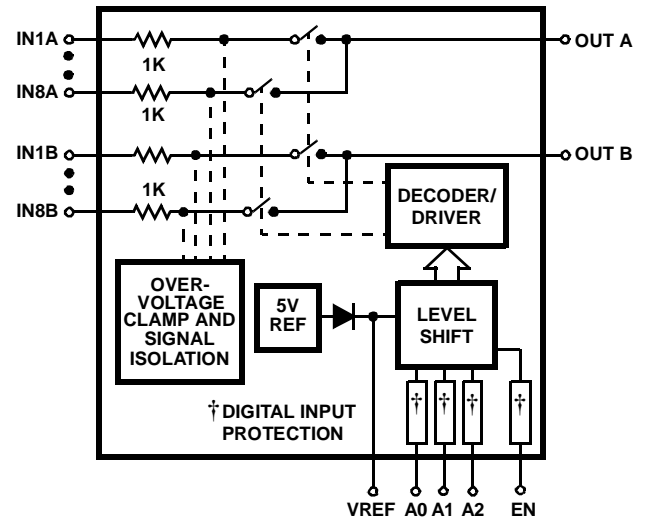 IN1A
OUT A
1K
IN8A
1K
IN1B
OUT B
1K
IN8B
DECODER/
DRIVER
OVER-
VOLTAGE
CLAMP AND
SIGNAL
ISOLATION
5V
REF
LEVEL
SHIFT
† † † †
† DIGITAL INPUT
PROTECTION
VREF A0 A1 A2 EN